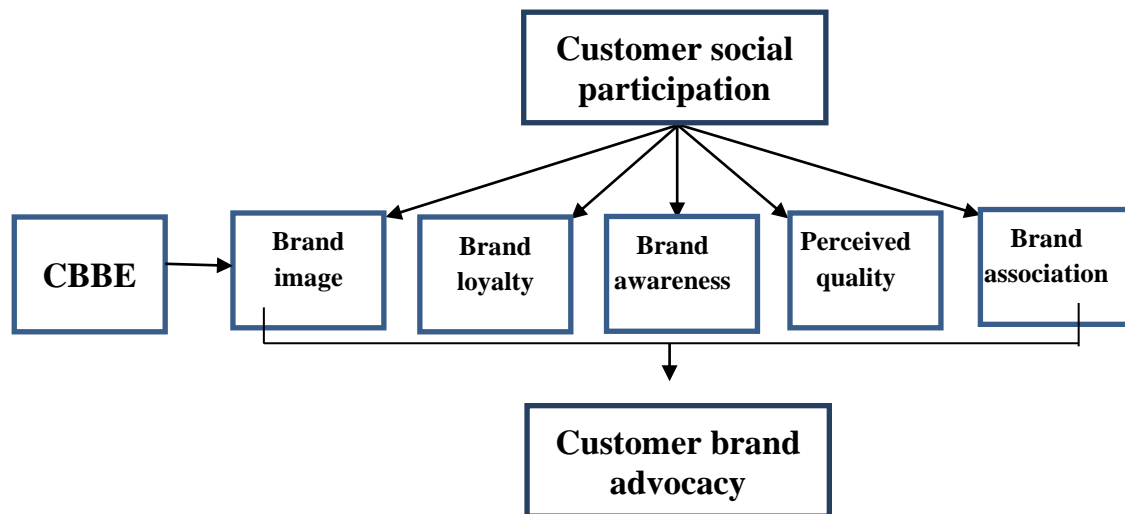 Customer social
participation
CBBE
Brand
image
Brand
loyalty
Brand
awareness
Perceived
quality
Brand
association
Customer brand
advocacy